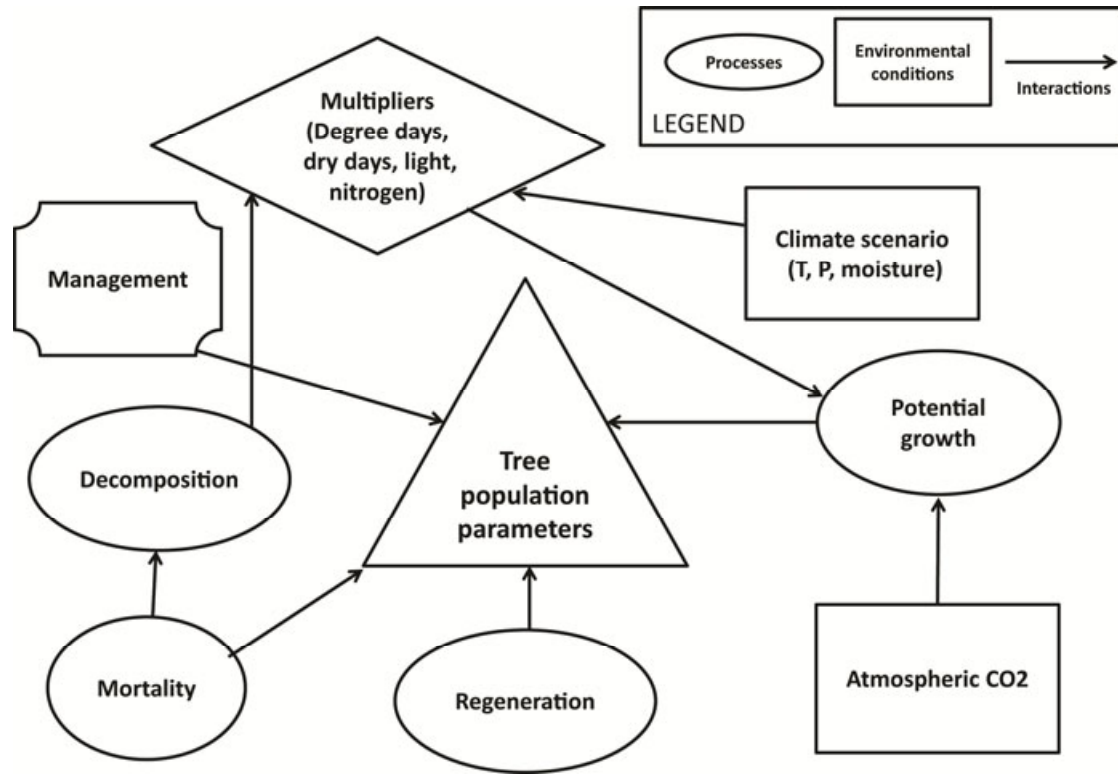 Processes
Environmental
conditions
Interactions
LEGEND
Multipliers
(Degree days,
dry days, light,
nitrogen)
Management
Climate scenario
(T, P, moisture)
Potential
growth
Decomposition
Tree
population
parameters
Mortality
Regeneration
Atmospheric CO2